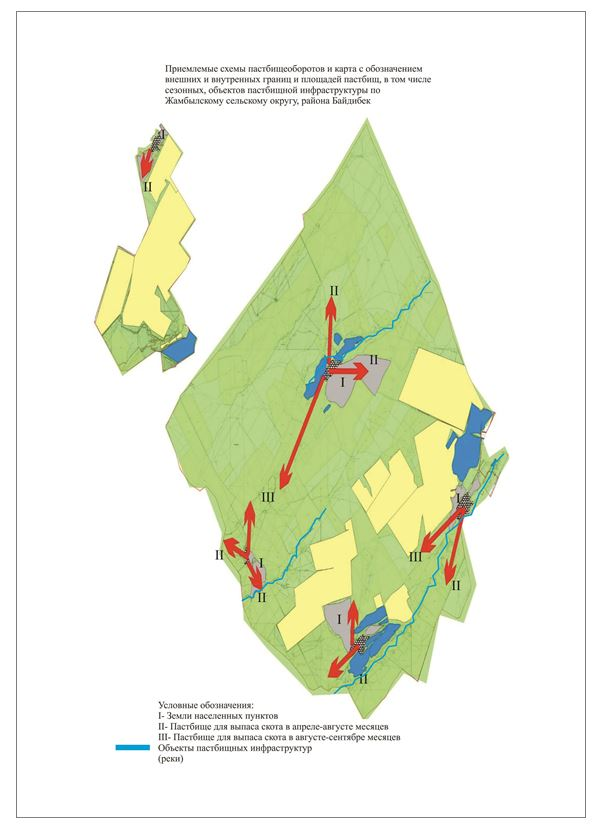 Приемлемые схемы пастбищеоборотов и карта с обозначением
внешних и внутренных границ и площадей пастбищ, в том числе
сезонных, объектов пастбищной инфраструктуры по
Жамбылскому сельскому округу, района Байдибек
I
II
II
II
I
III
I
III
II
II
I
II
I
II
Условные обозначения:
I- Земли населенных пунктов
II- Пастбище для выпаса скота в апреле-августе месяцев
III- Пастбище для выпаса скота в августе-сентябре месяцев
Объекты пастбищных инфраструктур
(реки)